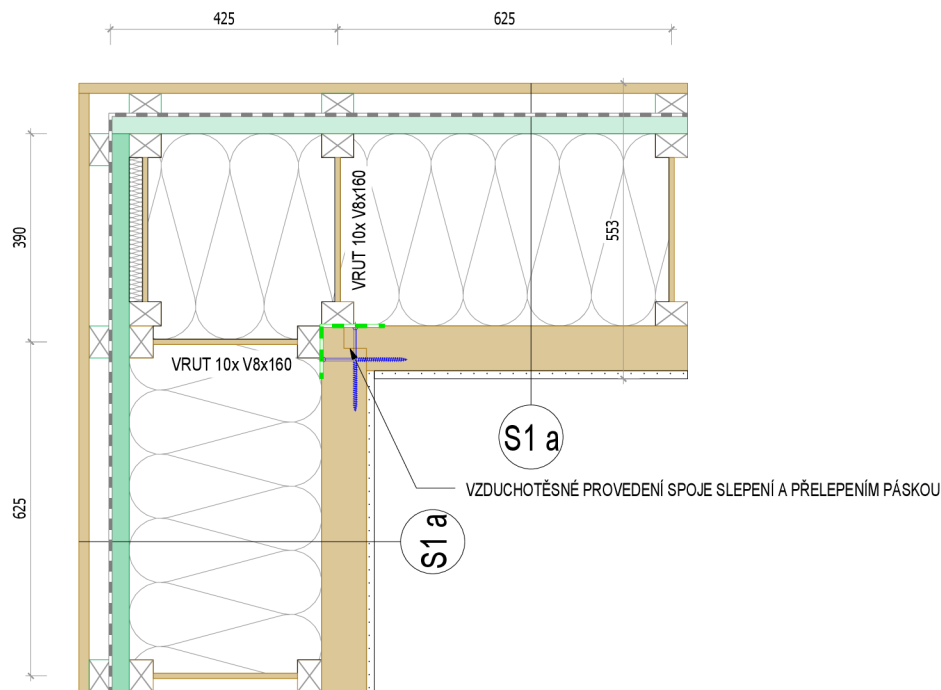 425
625
390
VRUT 10x V8x160
553
VRUT 10x V8x160
S1 a
VZDUCHOTĚSNÉ PROVEDENÍ SPOJE SLEPENÍ A PŘELEPENÍM PÁSKOU
625
S1 a